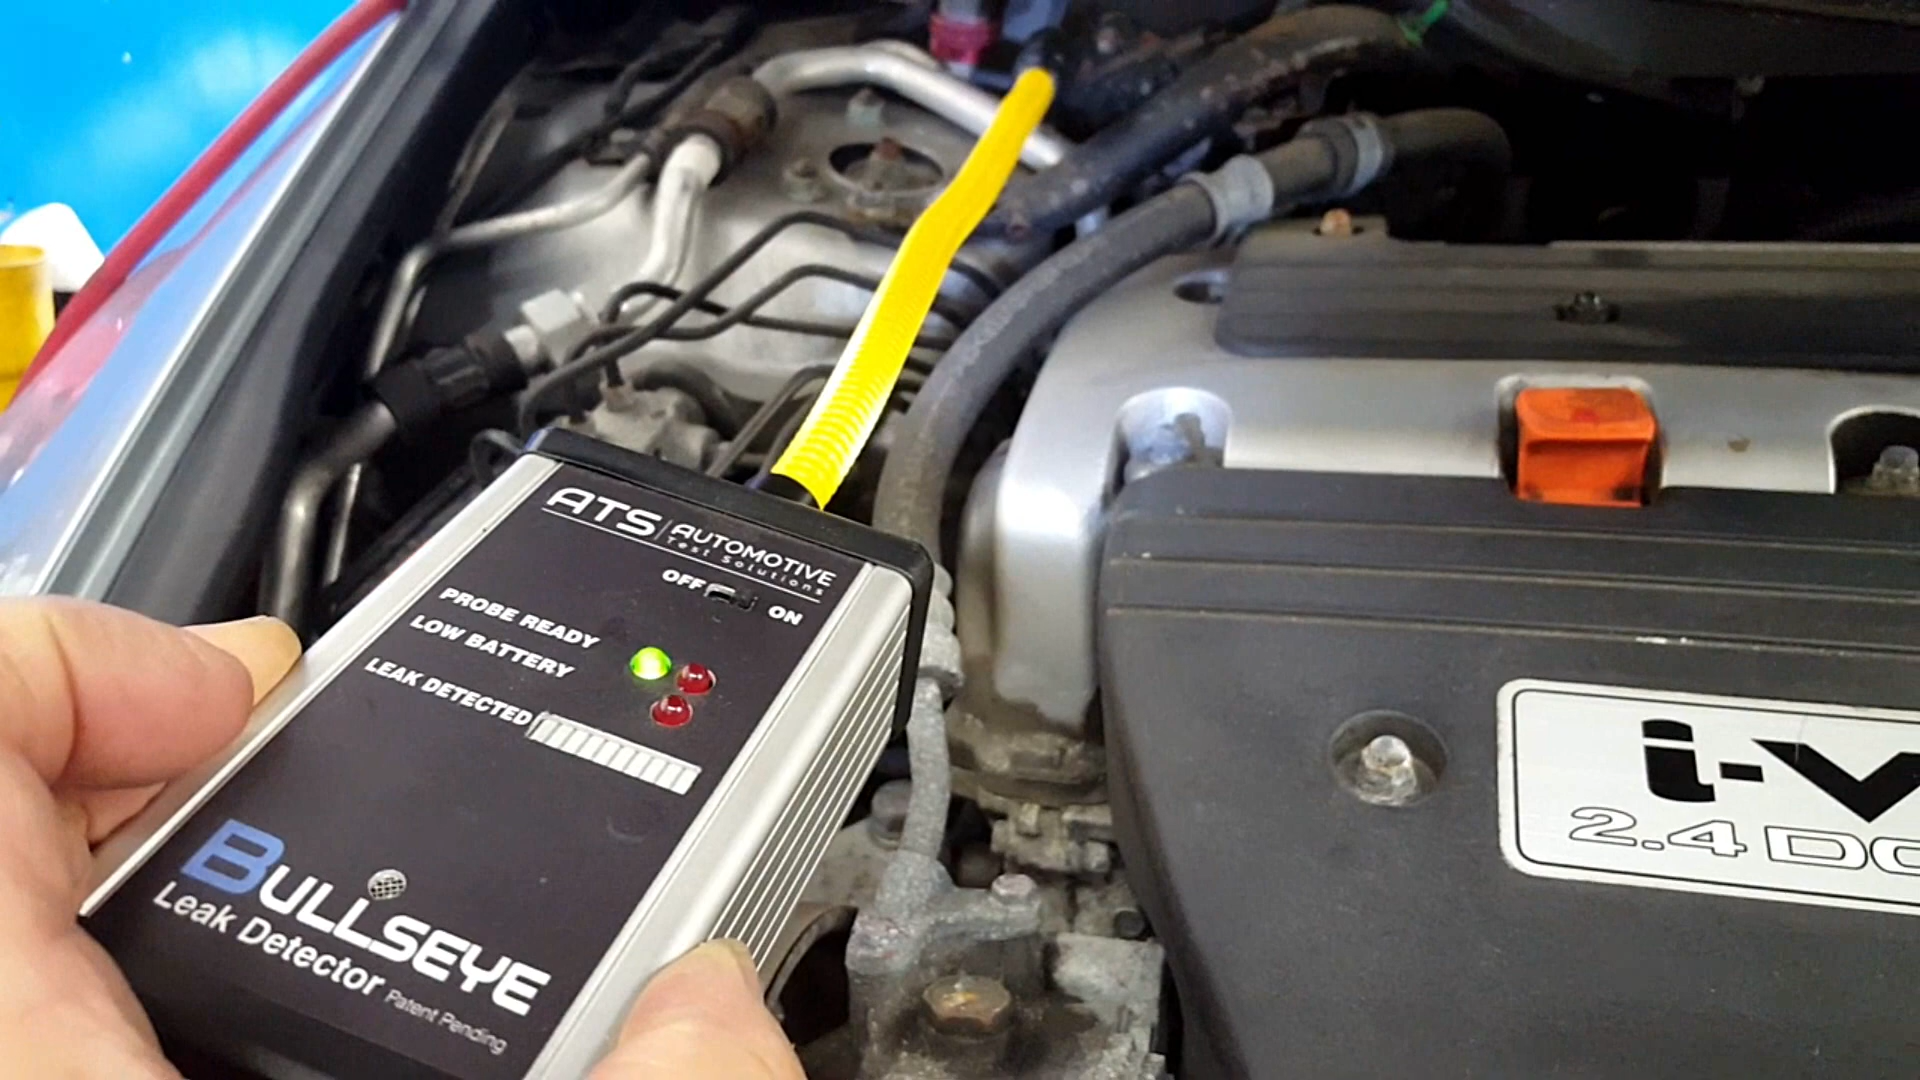 ATS AUTOMOTIVE
Test Solutions
OFF ON
PROBE READY
LOW BATTERY
LEAK DETECTED
BULLSEYE
Leak Detector Patent Pending
i-V
2.4 DO